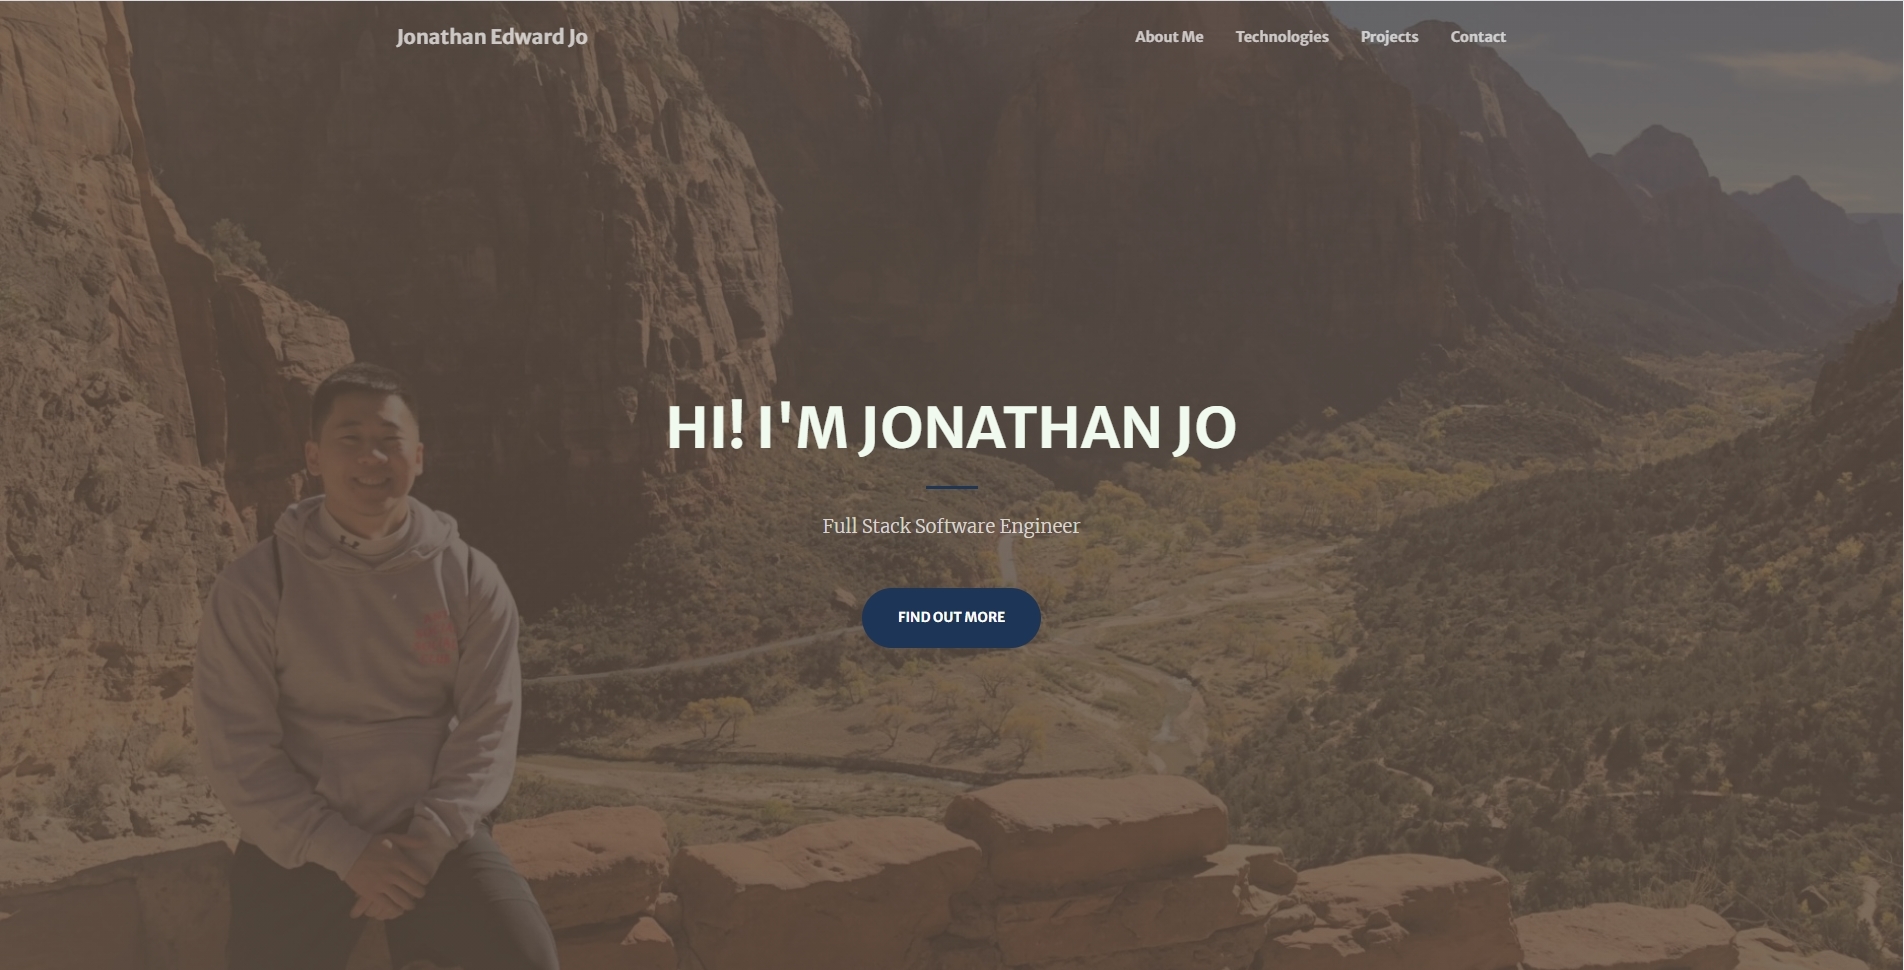 Jonathan Edward Jo
About Me Technologies Projects Contact
HI! I'M JONATHAN JO
Full Stack Software Engineer
FIND OUT MORE